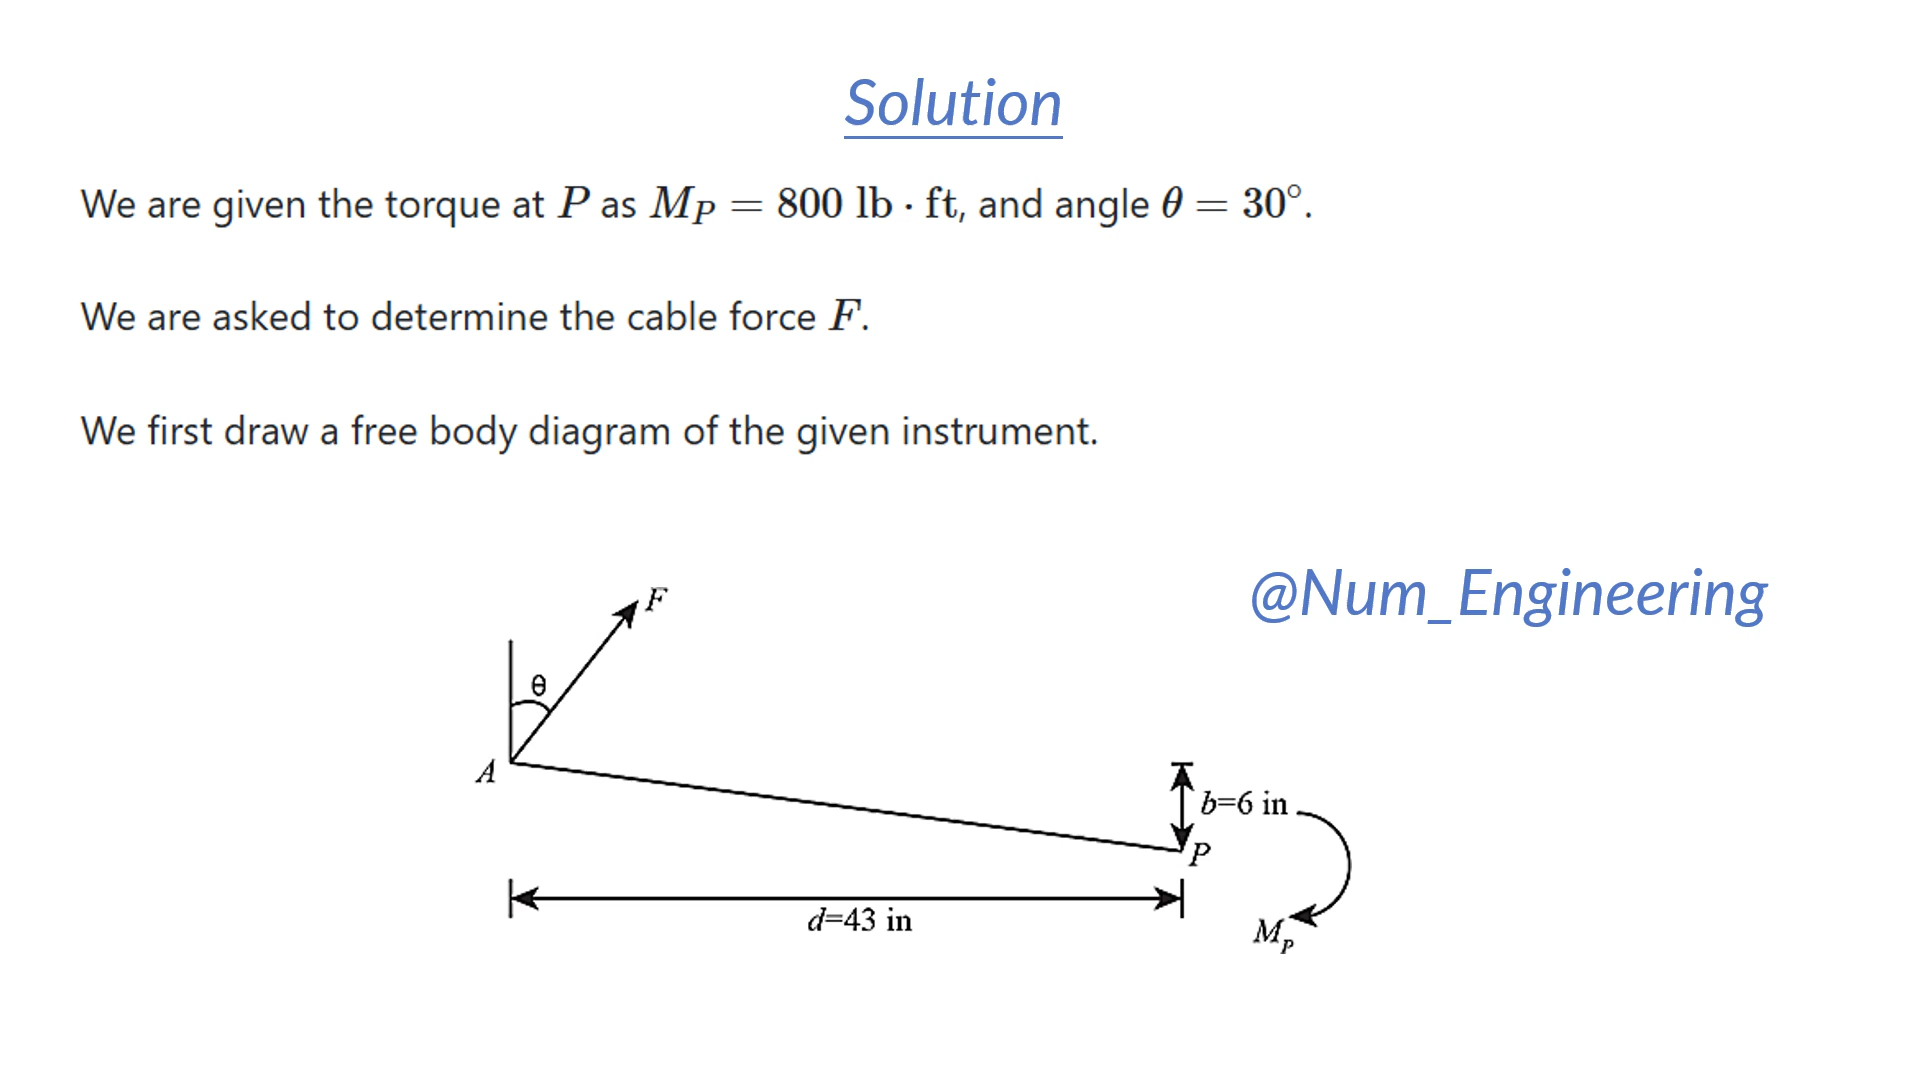 Solution
We are given the torque at P as M_P = 800 lb · ft, and angle θ = 30°.
We are asked to determine the cable force F.
We first draw a free body diagram of the given instrument.
@Num_Engineering
F
θ
A
b=6 in
P
d=43 in
M_P